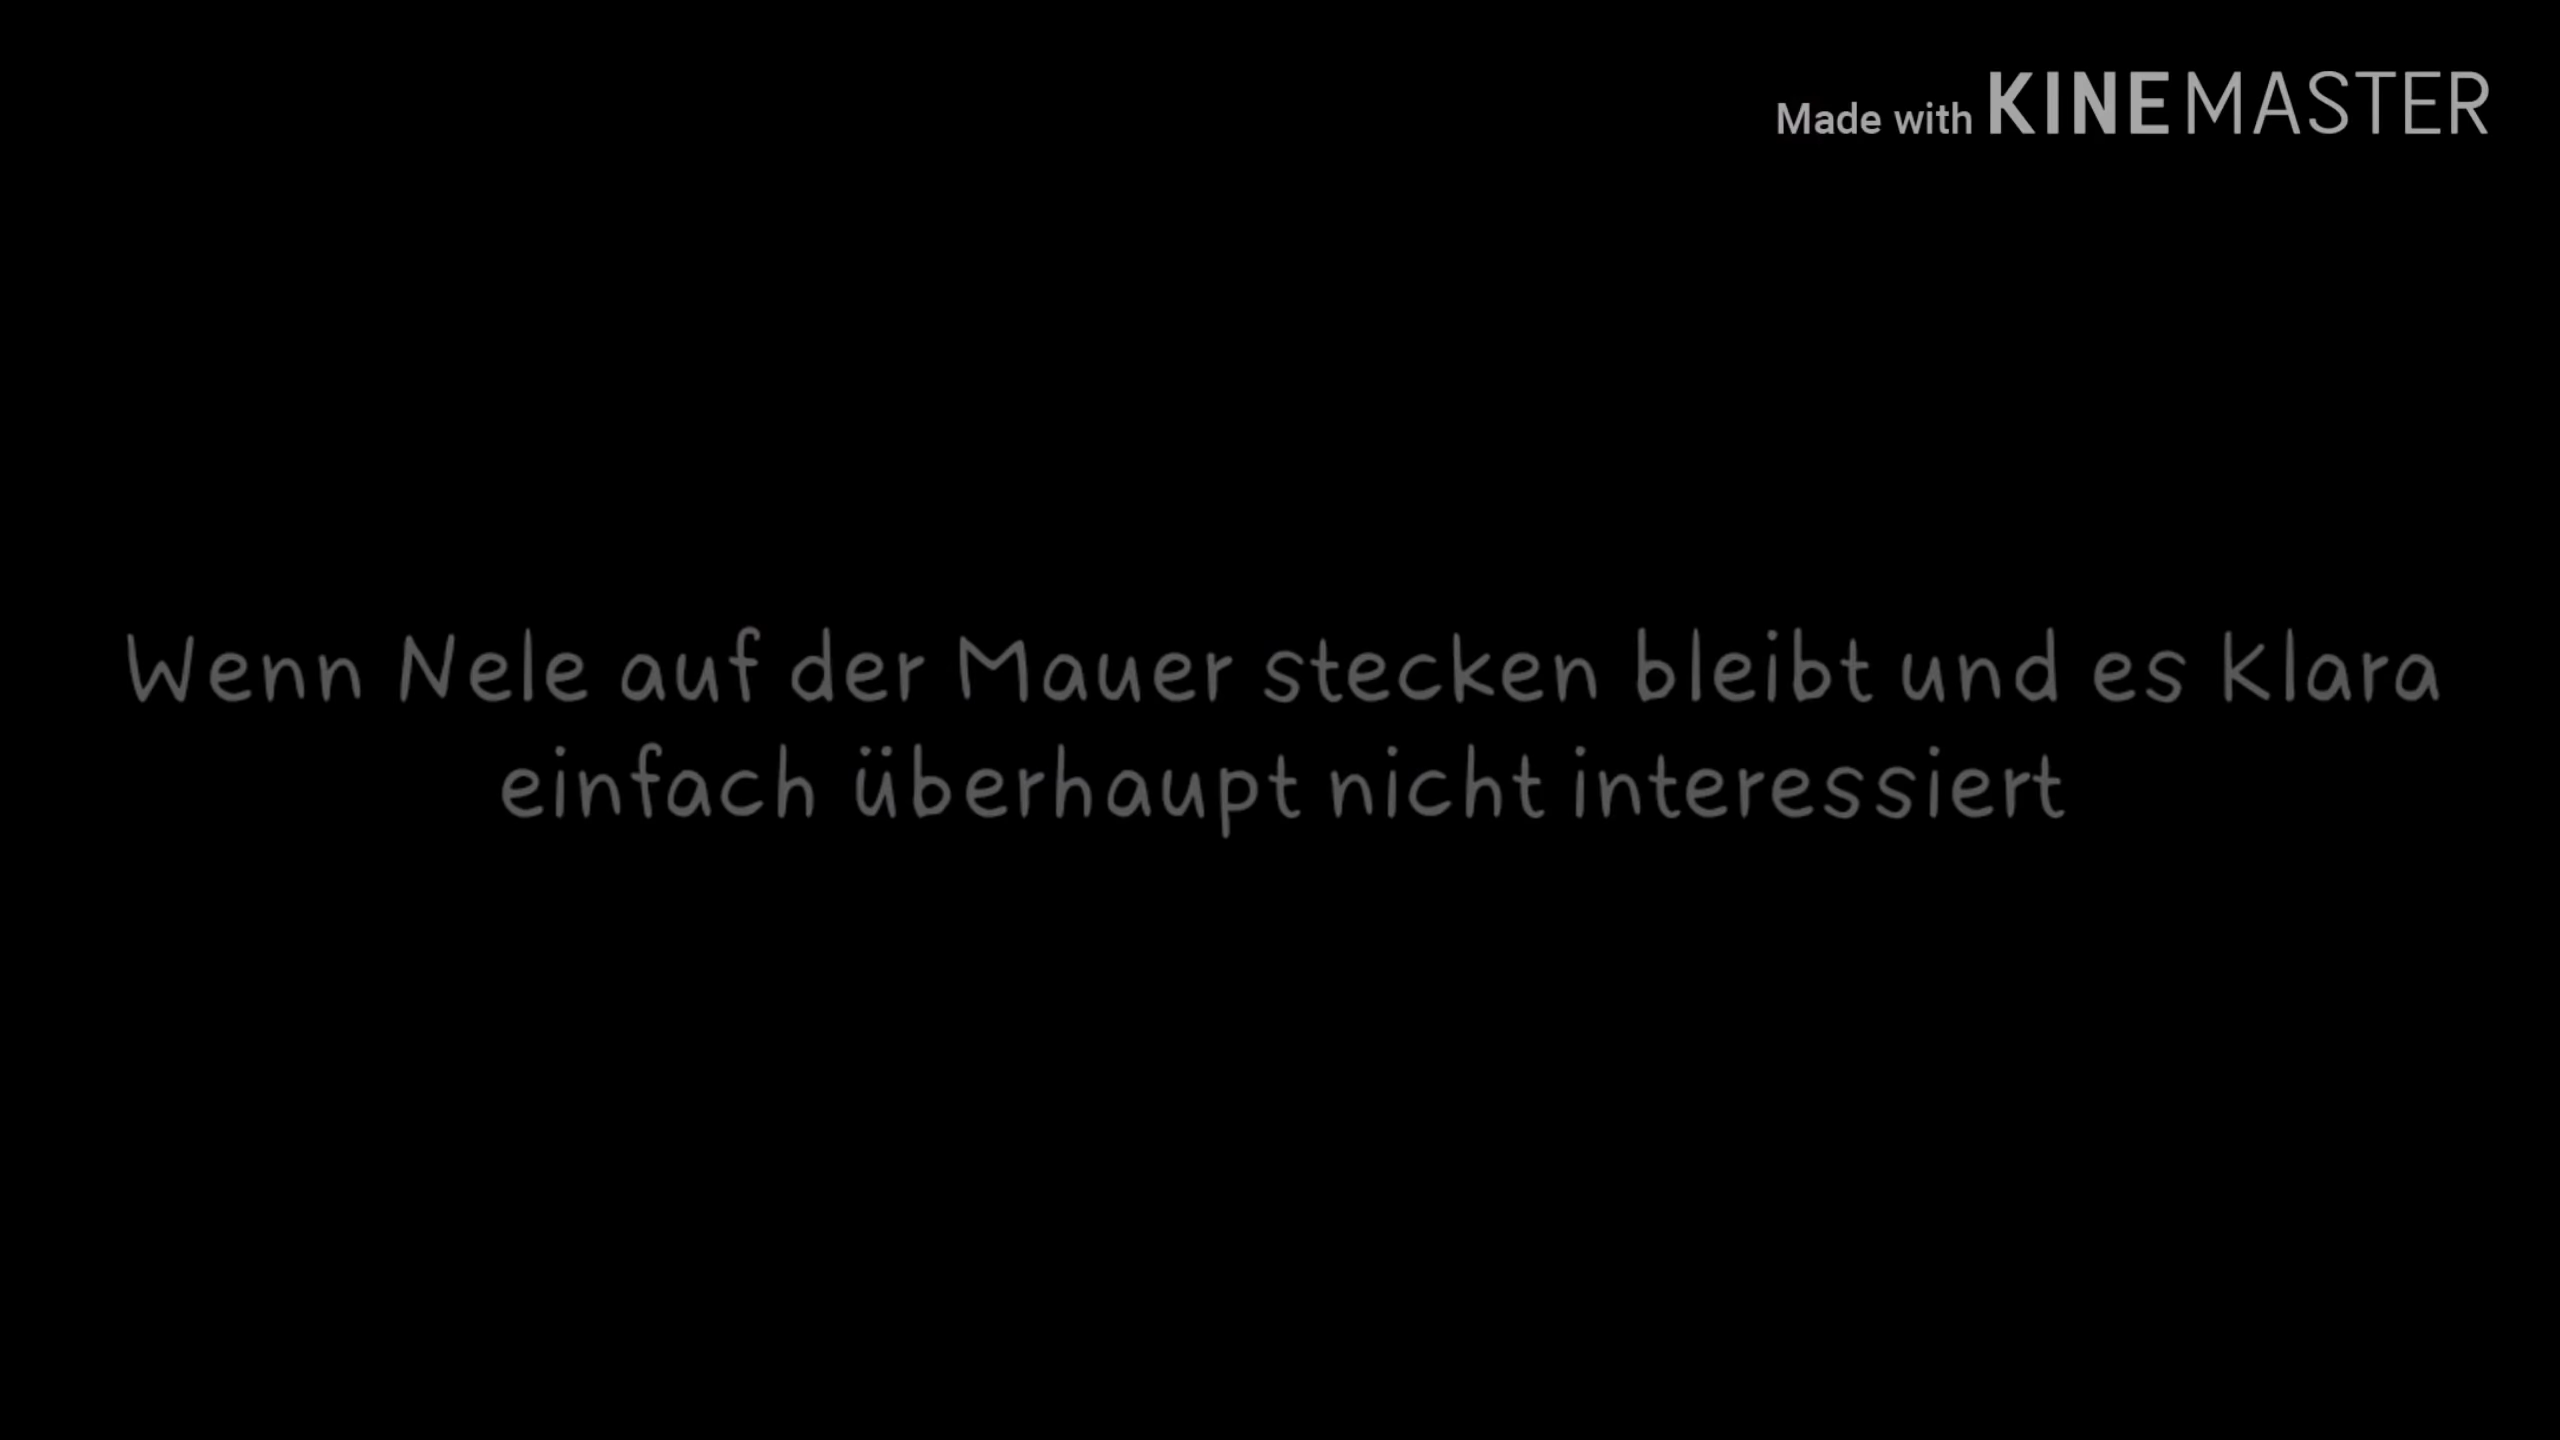 Made with KINEMASTER
Wenn Nele auf der Mauer stecken bleibt und es Klara
einfach überhaupt nicht interessiert